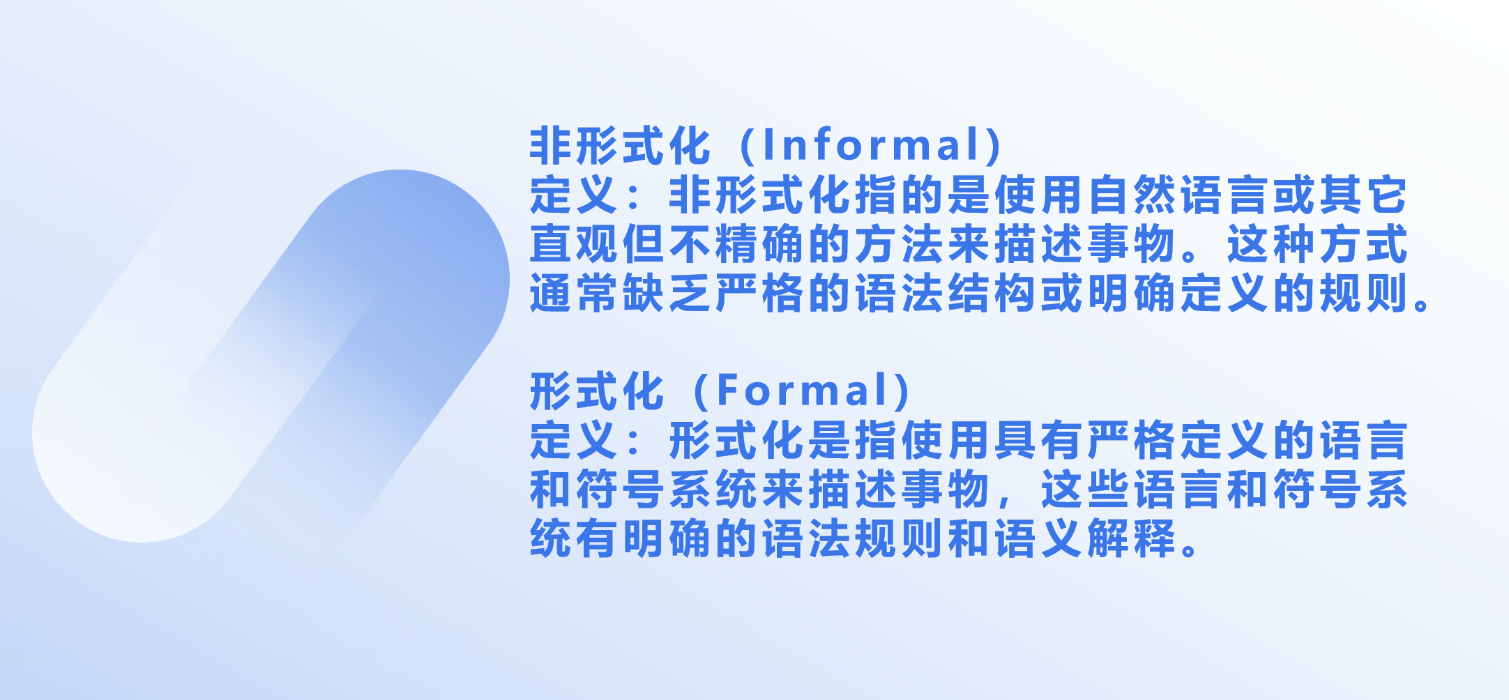 非形式化（Informal）
定义：非形式化指的是使用自然语言或其它
直观但不精确的方法来描述事物。这种方式
通常缺乏严格的语法结构或明确定义的规则。
形式化（Formal）
定义：形式化是指使用具有严格定义的语言
和符号系统来描述事物，这些语言和符号系
统有明确的语法规则和语义解释。